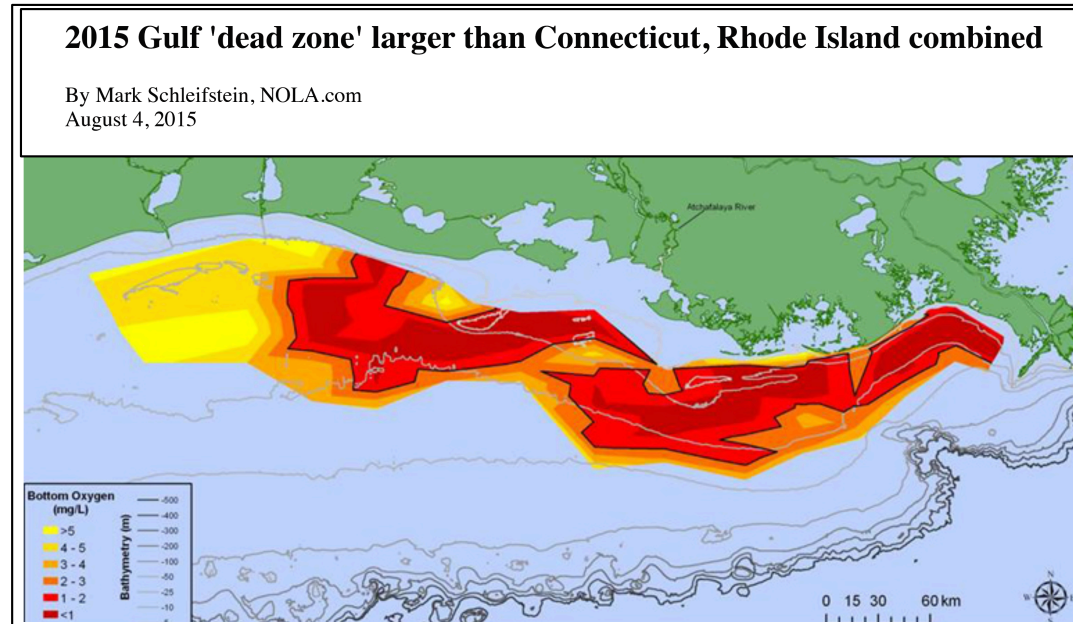 2015 Gulf 'dead zone' larger than Connecticut, Rhode Island combined
By Mark Schleifstein, NOLA.com
August 4, 2015
Atchafalaya River
Bottom Oxygen
(mg/L)
>5
4 - 5
3 - 4
2 - 3
1 - 2
<1
Bathymetry (m)
-500
-400
-300
-200
-100
-50
-25
-10
N
W
0 15 30 60 km